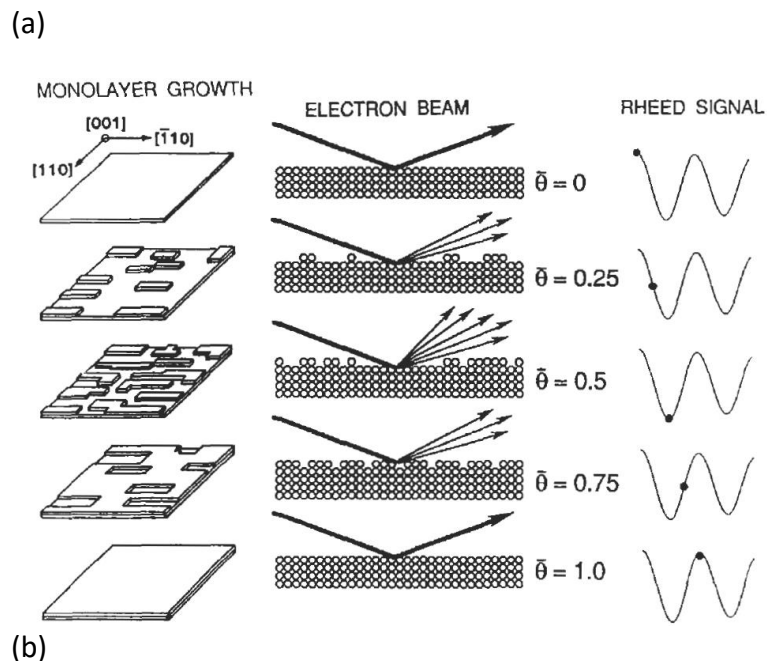 (a)
MONOLAYER GROWTH
ELECTRON BEAM
RHEED SIGNAL
[001]
[1̄10]
[110]
θ̄ = 0
θ̄ = 0.25
θ̄ = 0.5
θ̄ = 0.75
θ̄ = 1.0
(b)